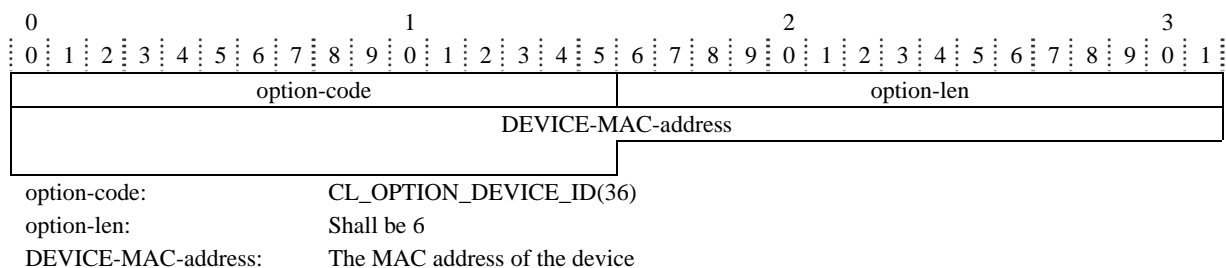 0 1 2 3
0 1 2 3 4 5 6 7 8 9 0 1 2 3 4 5 6 7 8 9 0 1 2 3 4 5 6 7 8 9 0 1
option-code option-len
DEVICE-MAC-address
option-code: CL_OPTION_DEVICE_ID(36)
option-len: Shall be 6
DEVICE-MAC-address: The MAC address of the device